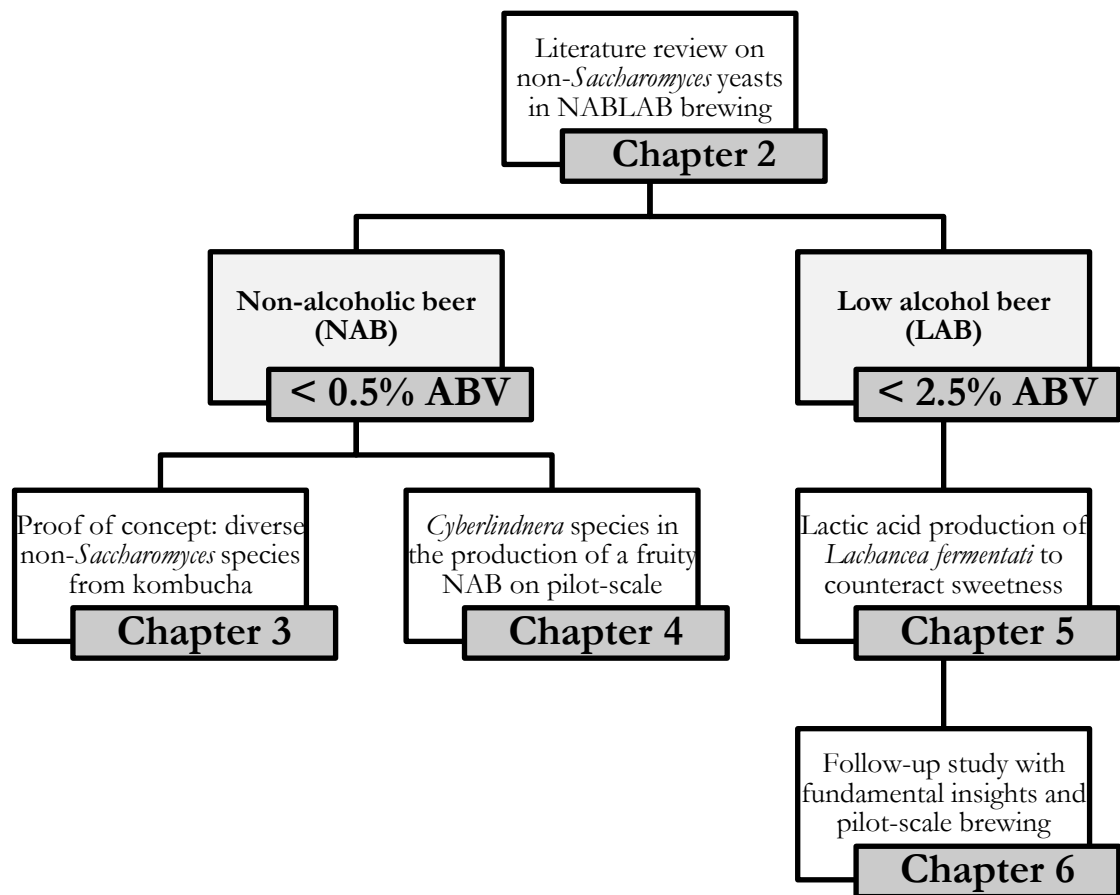 Literature review on
non-Saccharomyces yeasts
in NABLAB brewing
Chapter 2
Non-alcoholic beer
(NAB)
< 0.5% ABV
Low alcohol beer
(LAB)
< 2.5% ABV
Proof of concept: diverse
non-Saccharomyces species
from kombucha
Chapter 3
Cyberlindnera species in
the production of a fruity
NAB on pilot-scale
Chapter 4
Lactic acid production of
Lachancea fermentati to
counteract sweetness
Chapter 5
Follow-up study with
fundamental insights and
pilot-scale brewing
Chapter 6